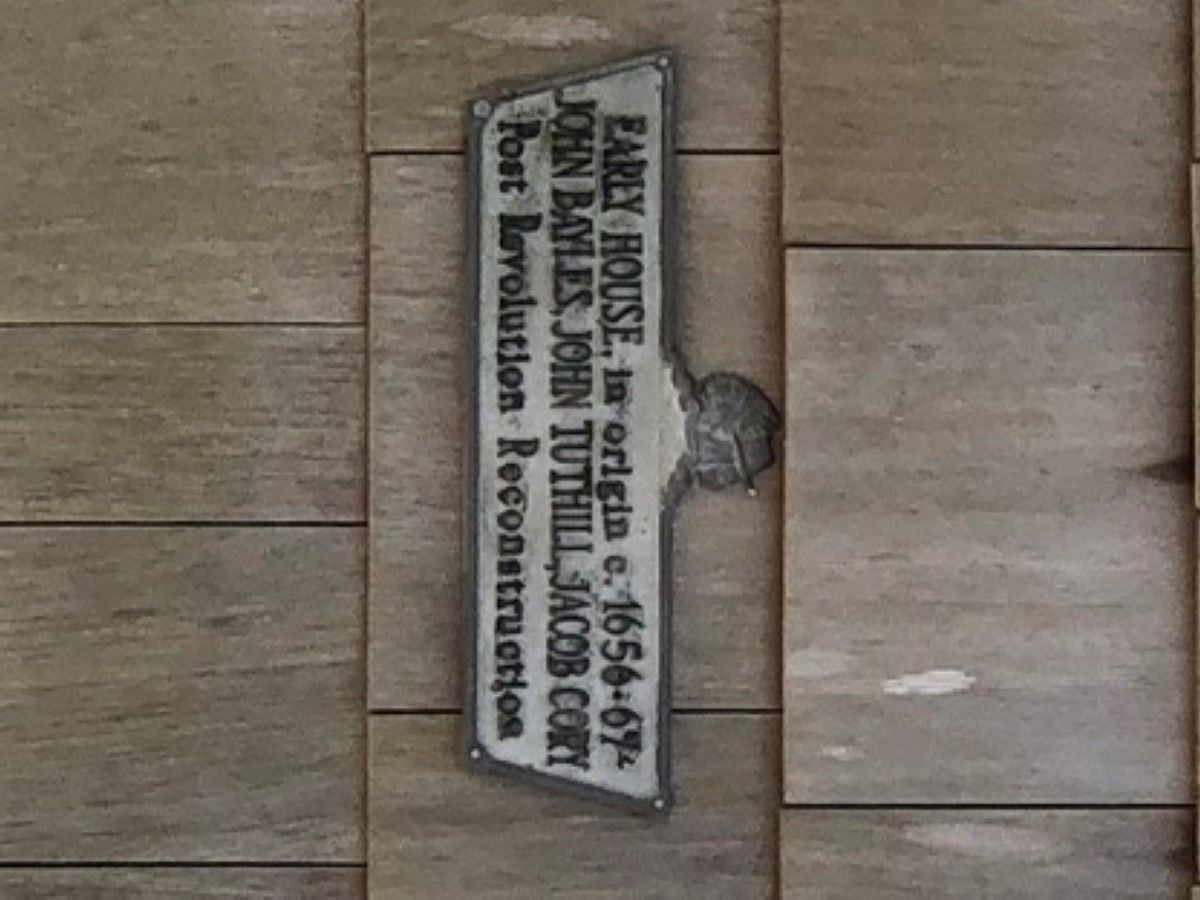 EARLY HOUSE, in origin c. 1656-67
JOHN BAYLES, JOHN TUTHILL, JACOB CORY
Post Revolution Reconstruction